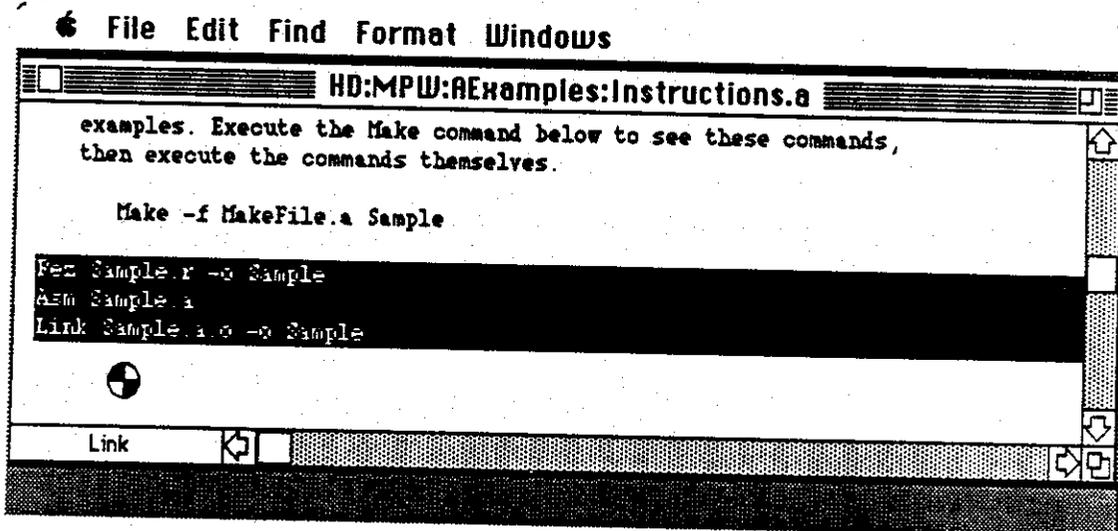 File Edit Find Format Windows
HD:MPW:AExamples:Instructions.a
examples. Execute the Make command below to see these commands,
then execute the commands themselves.
Make -f MakeFile.a Sample
Rez Sample.r -o Sample
Asm Sample.a
Link Sample.a.o -o Sample
Link